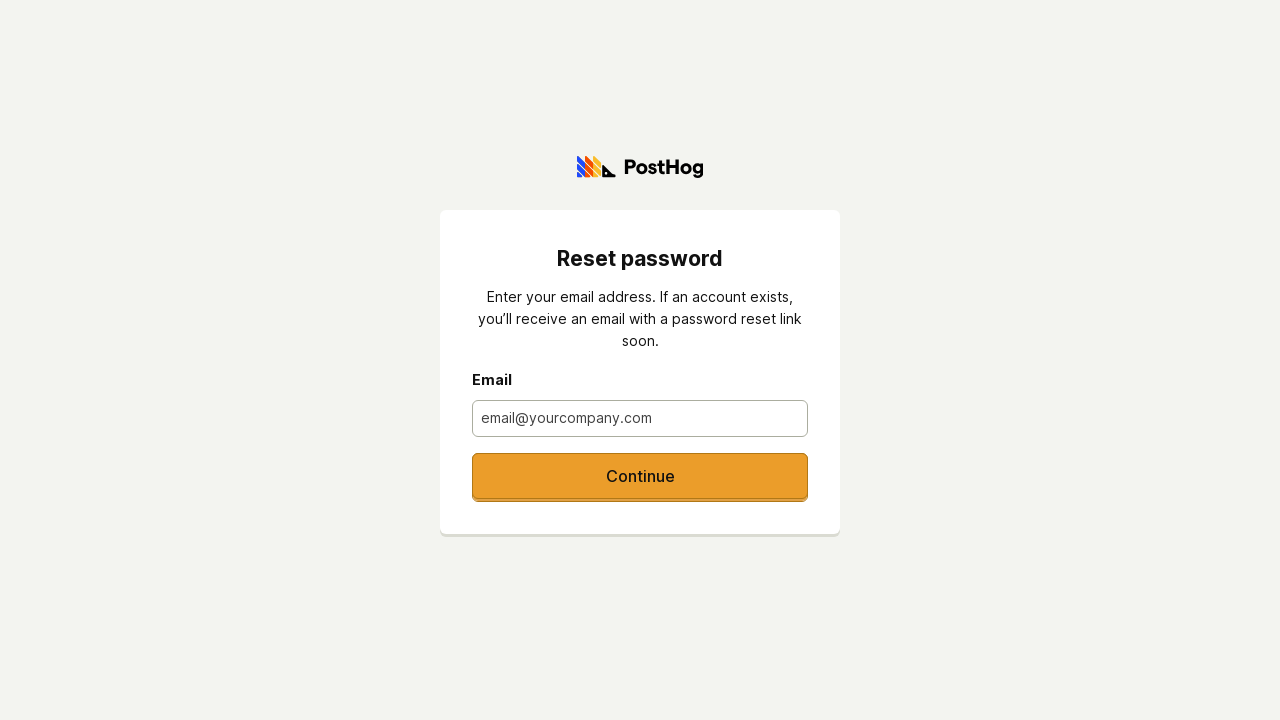 PostHog
Reset password
Enter your email address. If an account exists,
you’ll receive an email with a password reset link
soon.
Email
email@yourcompany.com
Continue